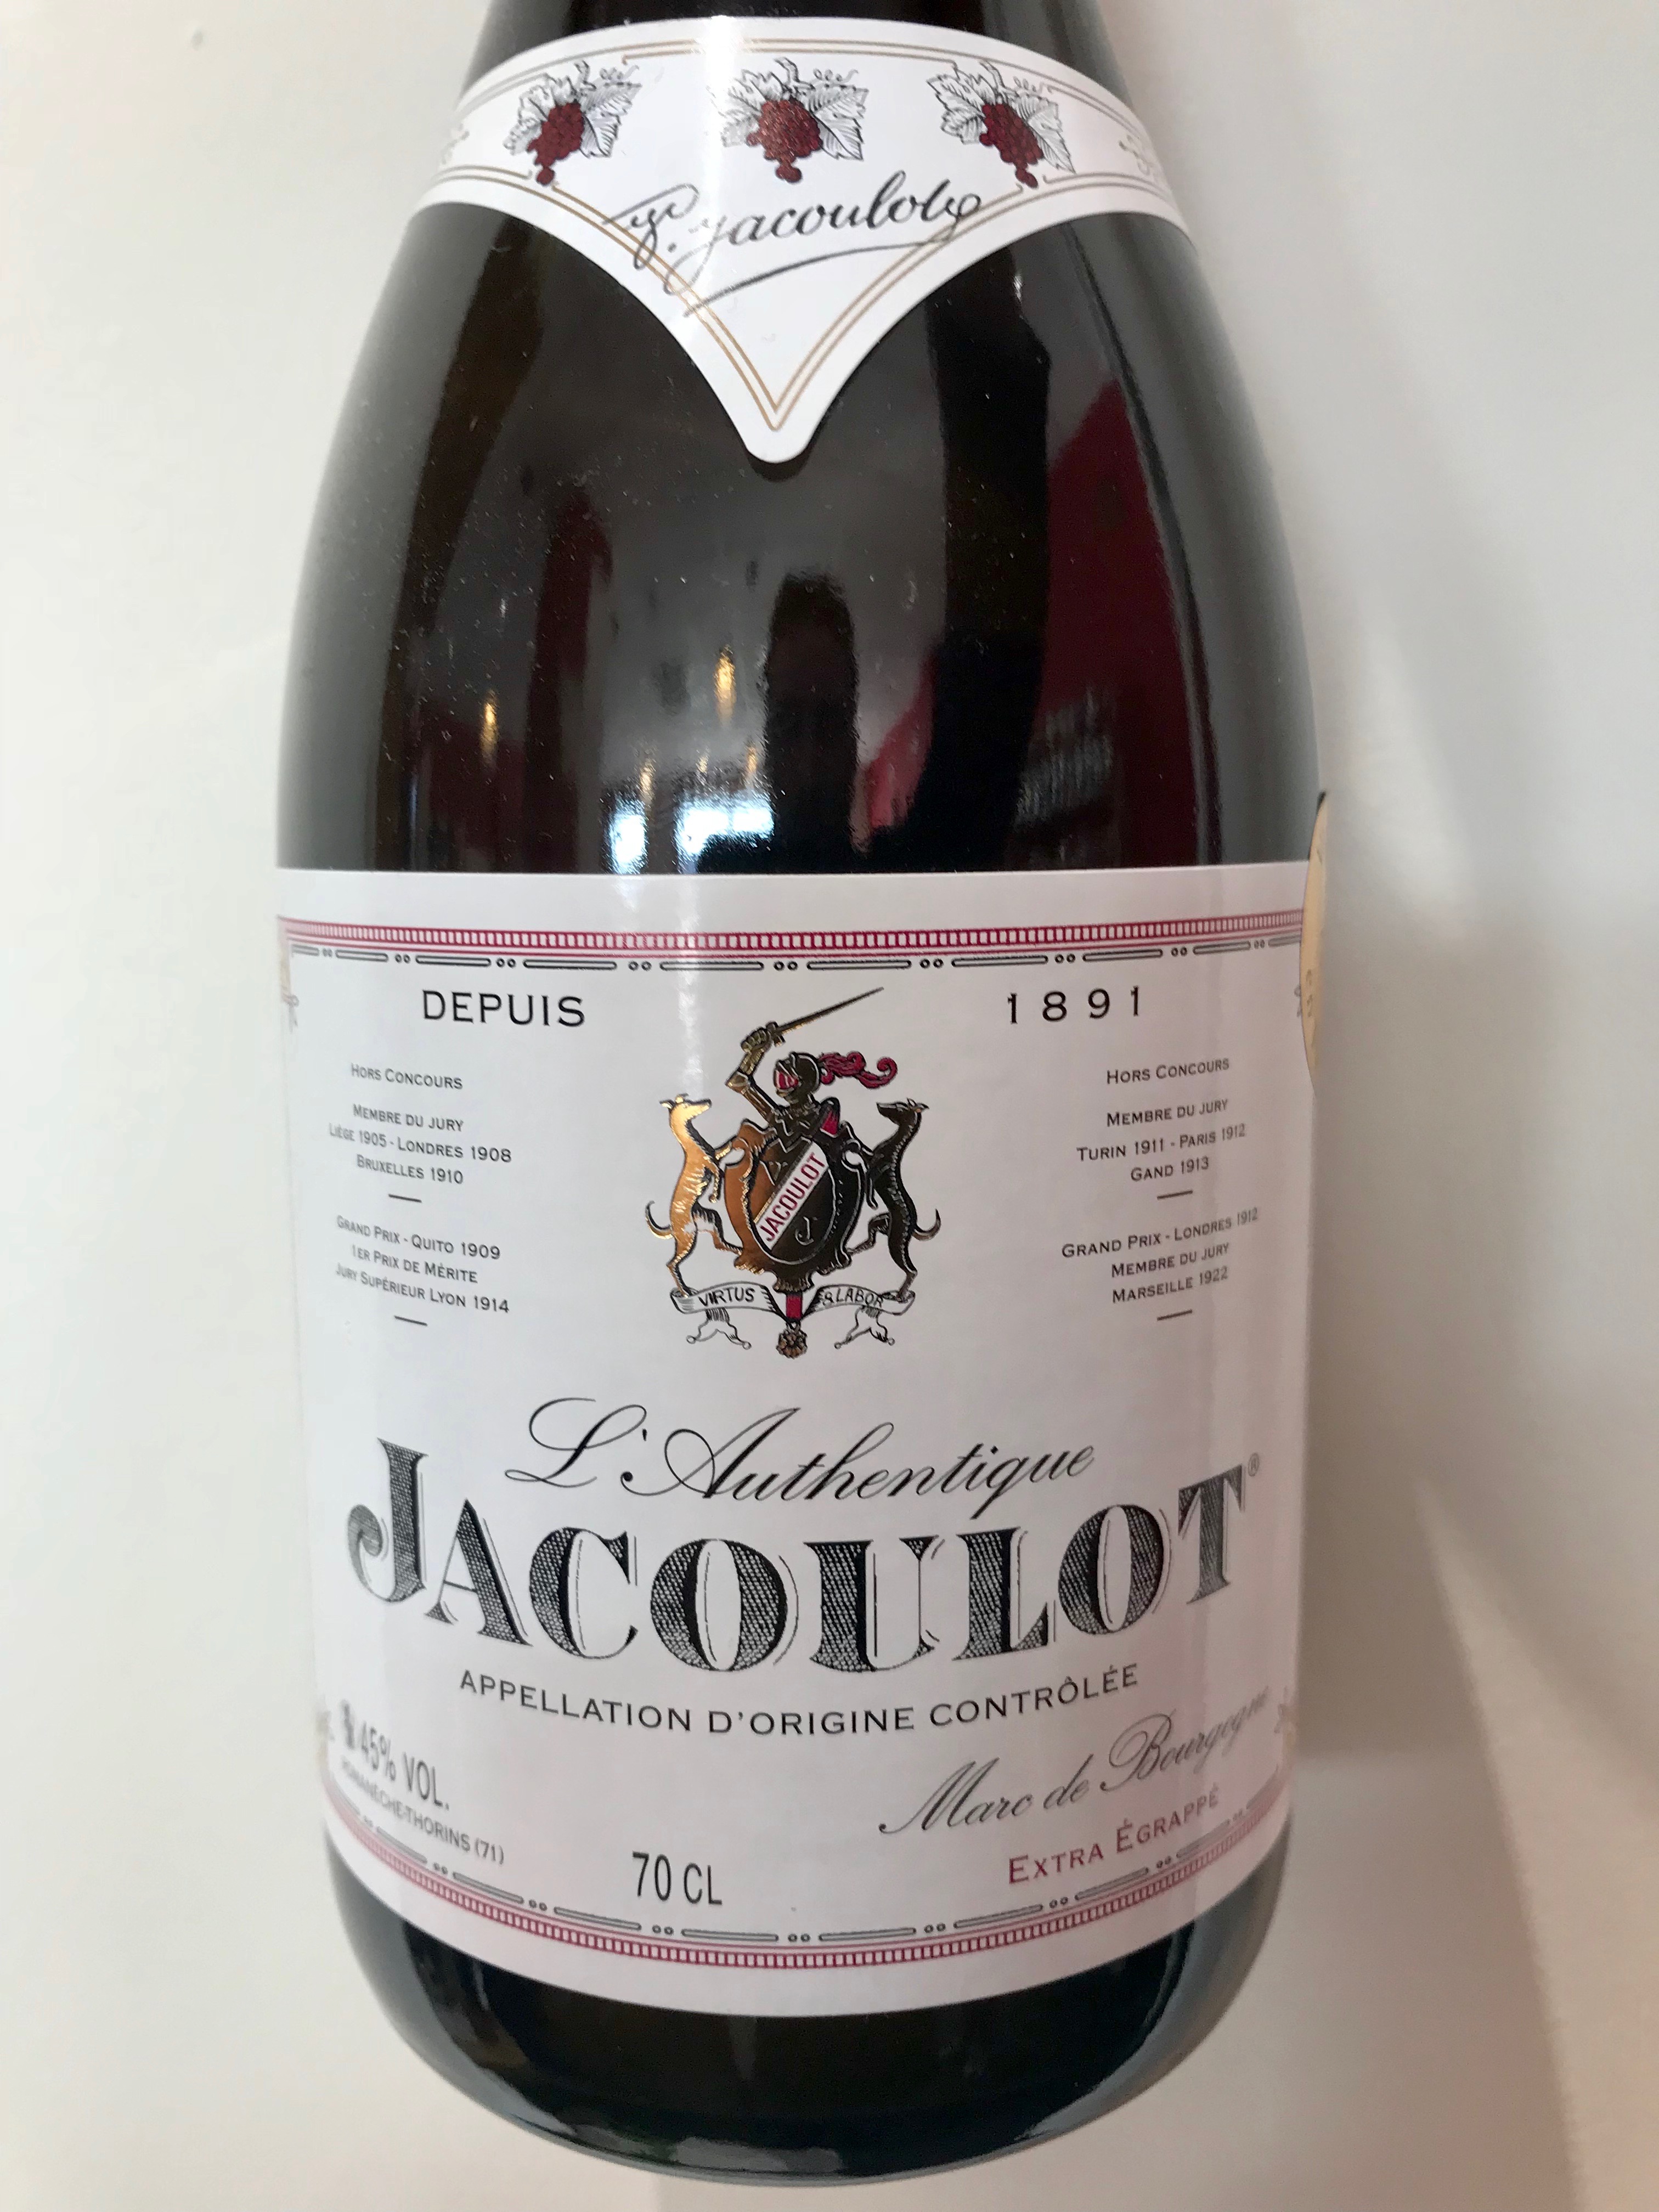 V. Jacoulot
DEPUIS 1891
HORS CONCOURS
MEMBRE DU JURY
LIÈGE 1905 - LONDRES 1908
BRUXELLES 1910
GRAND PRIX - QUITO 1909
1ER PRIX DE MÉRITE
JURY SUPÉRIEUR LYON 1914
HORS CONCOURS
MEMBRE DU JURY
TURIN 1911 - PARIS 1912
GAND 1913
GRAND PRIX - LONDRES 1912
MEMBRE DU JURY
MARSEILLE 1922
JACOULOT
J
VIRTUS & LABOR
L'Authentique
JACOULOT®
APPELLATION D'ORIGINE CONTRÔLÉE
45% VOL.
ROMANÈCHE-THORINS (71)
70 CL
Marc de Bourgogne
EXTRA ÉGRAPPÉ